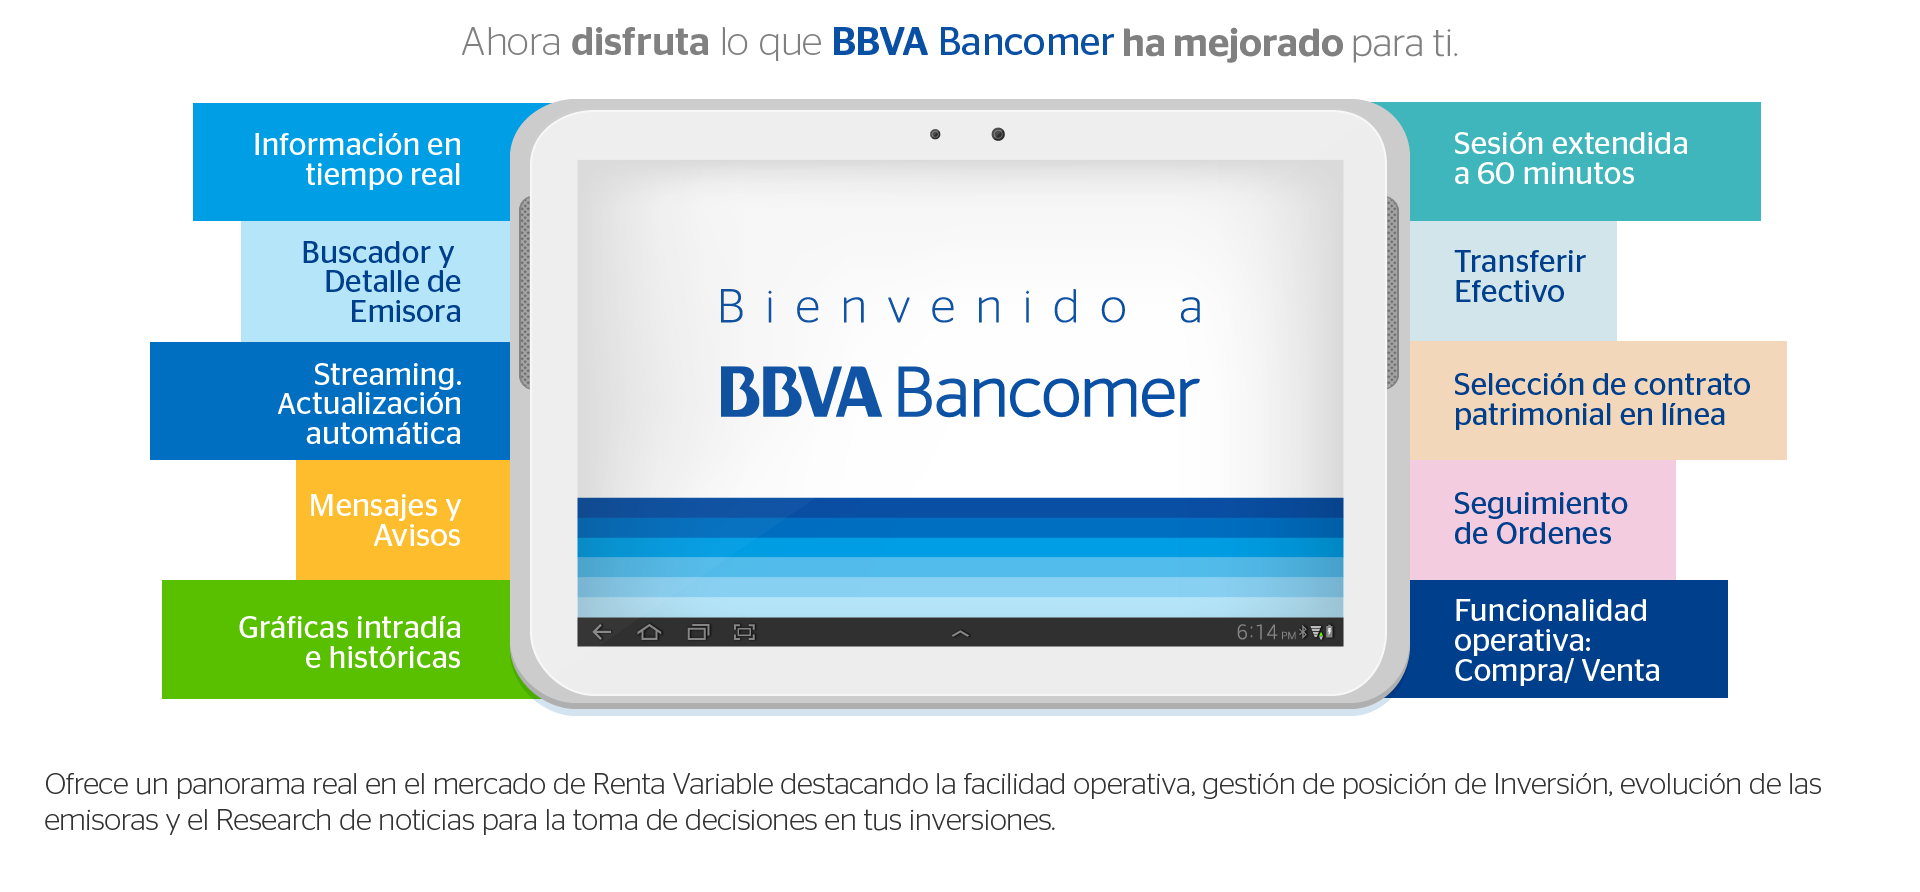 Ahora disfruta lo que BBVA Bancomer ha mejorado para ti.
Información en
tiempo real
Buscador y
Detalle de
Emisora
Streaming.
Actualización
automática
Mensajes y
Avisos
Gráficas intradía
e históricas
Bienvenido a
BBVA Bancomer
6:14 PM
Sesión extendida
a 60 minutos
Transferir
Efectivo
Selección de contrato
patrimonial en línea
Seguimiento
de Ordenes
Funcionalidad
operativa:
Compra/ Venta
Ofrece un panorama real en el mercado de Renta Variable destacando la facilidad operativa, gestión de posición de Inversión, evolución de las
emisoras y el Research de noticias para la toma de decisiones en tus inversiones.